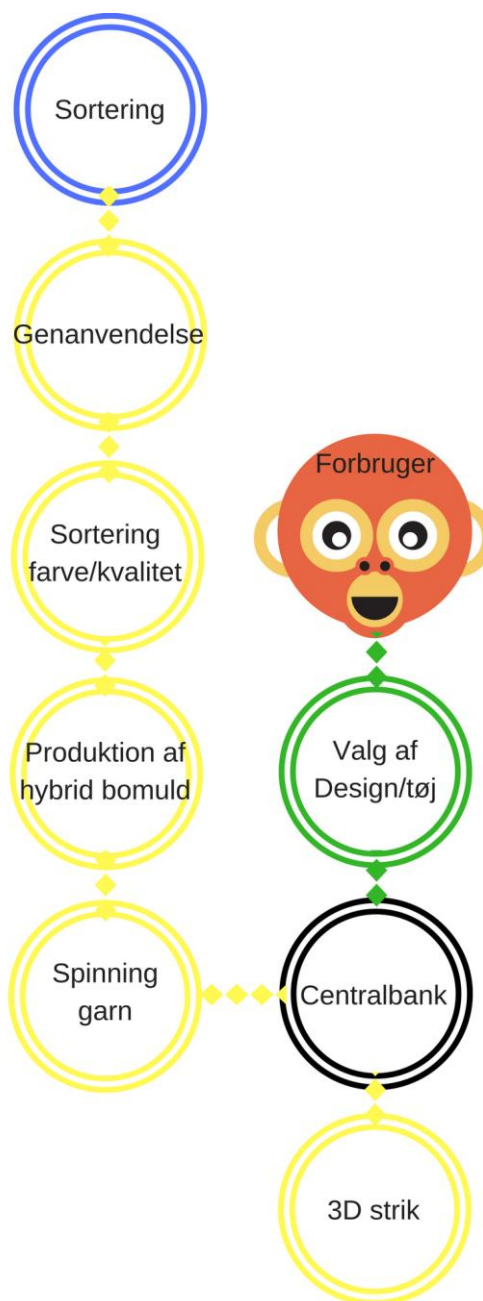 Sortering
Genanvendelse
Sortering
farve/kvalitet
Produktion af
hybrid bomuld
Spinning
garn
Forbruger
Valg af
Design/tøj
Centralbank
3D strik